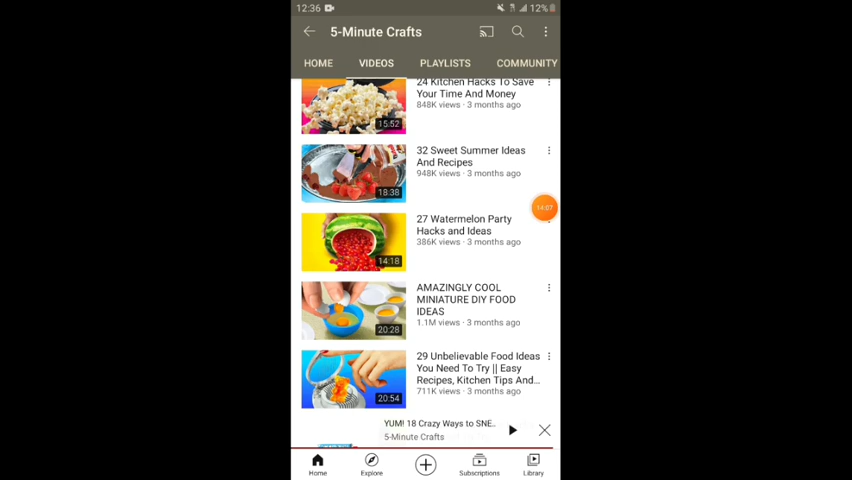 12:36
12%
5-Minute Crafts
HOME VIDEOS PLAYLISTS COMMUNITY
24 Kitchen Hacks To Save
Your Time And Money
848K views · 3 months ago
15:52
32 Sweet Summer Ideas
And Recipes
948K views · 3 months ago
18:38
14:07
27 Watermelon Party
Hacks and Ideas
386K views · 3 months ago
14:18
AMAZINGLY COOL
MINIATURE DIY FOOD
IDEAS
1.1M views · 3 months ago
20:28
29 Unbelievable Food Ideas
You Need To Try || Easy
Recipes, Kitchen Tips And...
711K views · 3 months ago
20:54
YUM! 18 Crazy Ways to SNE..
5-Minute Crafts
Home Explore Subscriptions Library